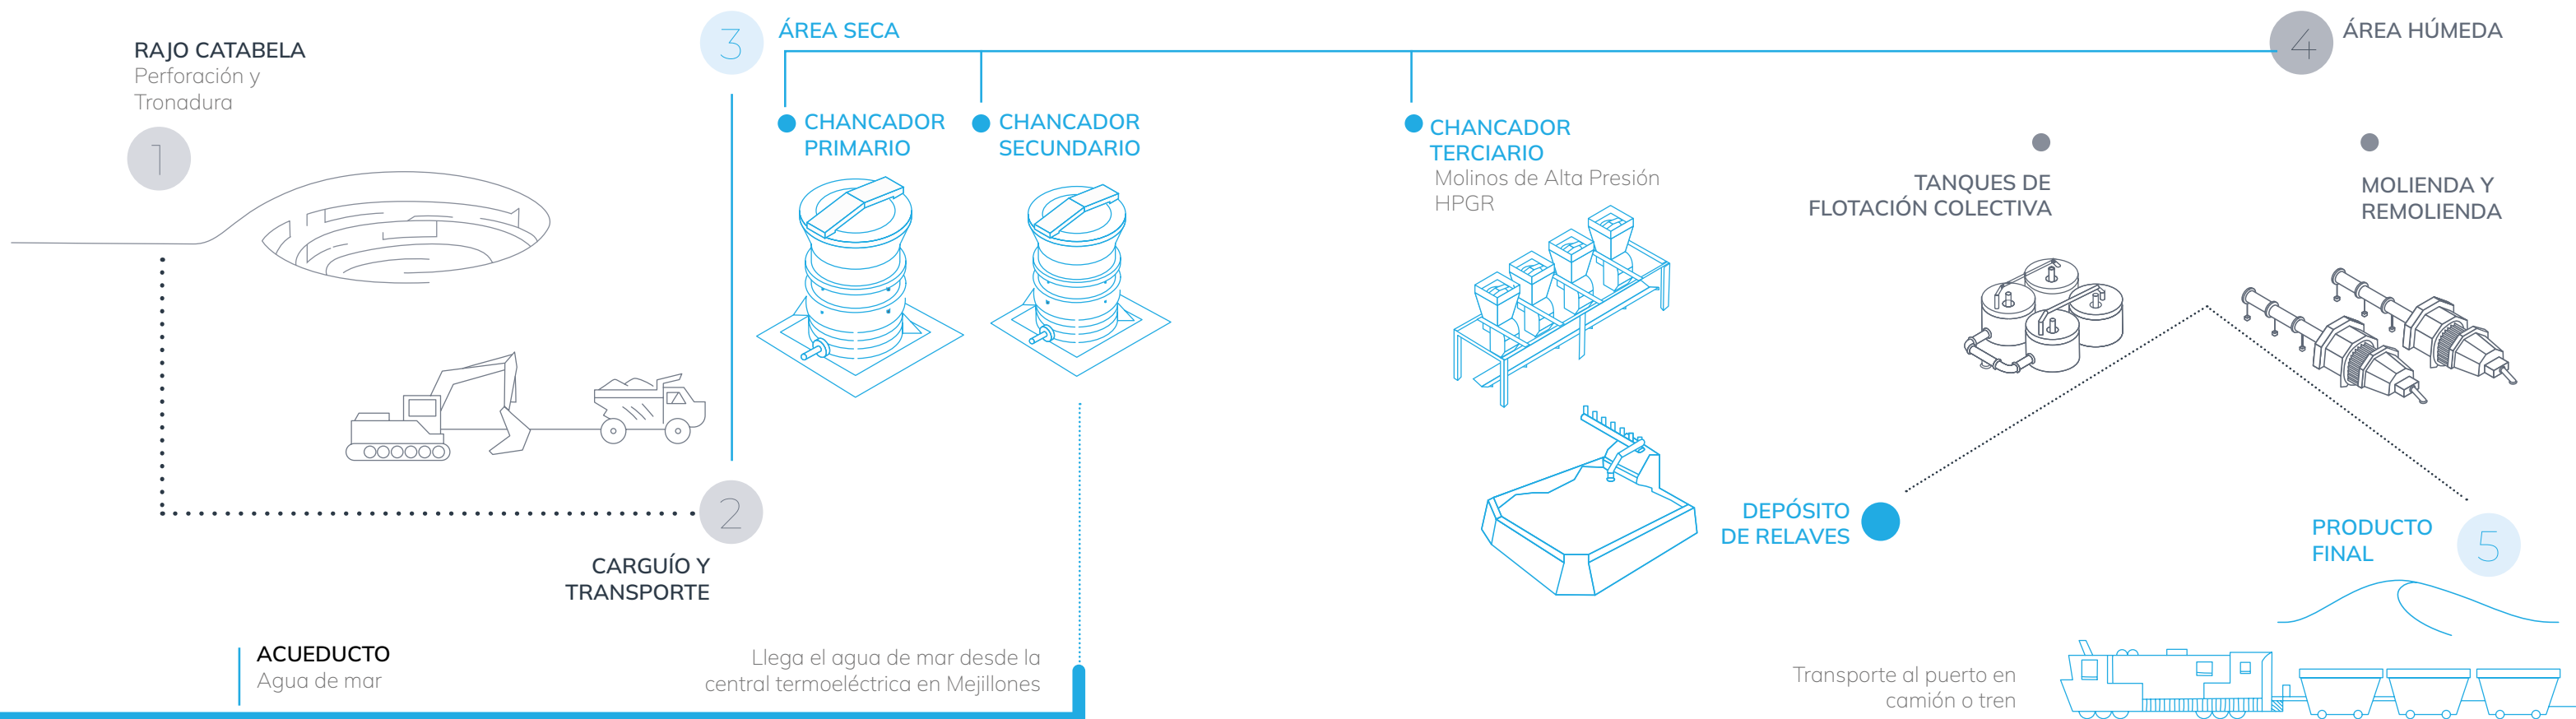 RAJO CATABELA
Perforación y
Tronadura
1
2
CARGUÍO Y
TRANSPORTE
ACUEDUCTO
Agua de mar
Llega el agua de mar desde la
central termoeléctrica en Mejillones
3
ÁREA SECA
CHANCADOR
PRIMARIO
CHANCADOR
SECUNDARIO
CHANCADOR
TERCIARIO
Molinos de Alta Presión
HPGR
4
ÁREA HÚMEDA
TANQUES DE
FLOTACIÓN COLECTIVA
MOLIENDA Y
REMOLIENDA
DEPÓSITO
DE RELAVES
PRODUCTO
FINAL
5
Transporte al puerto en
camión o tren